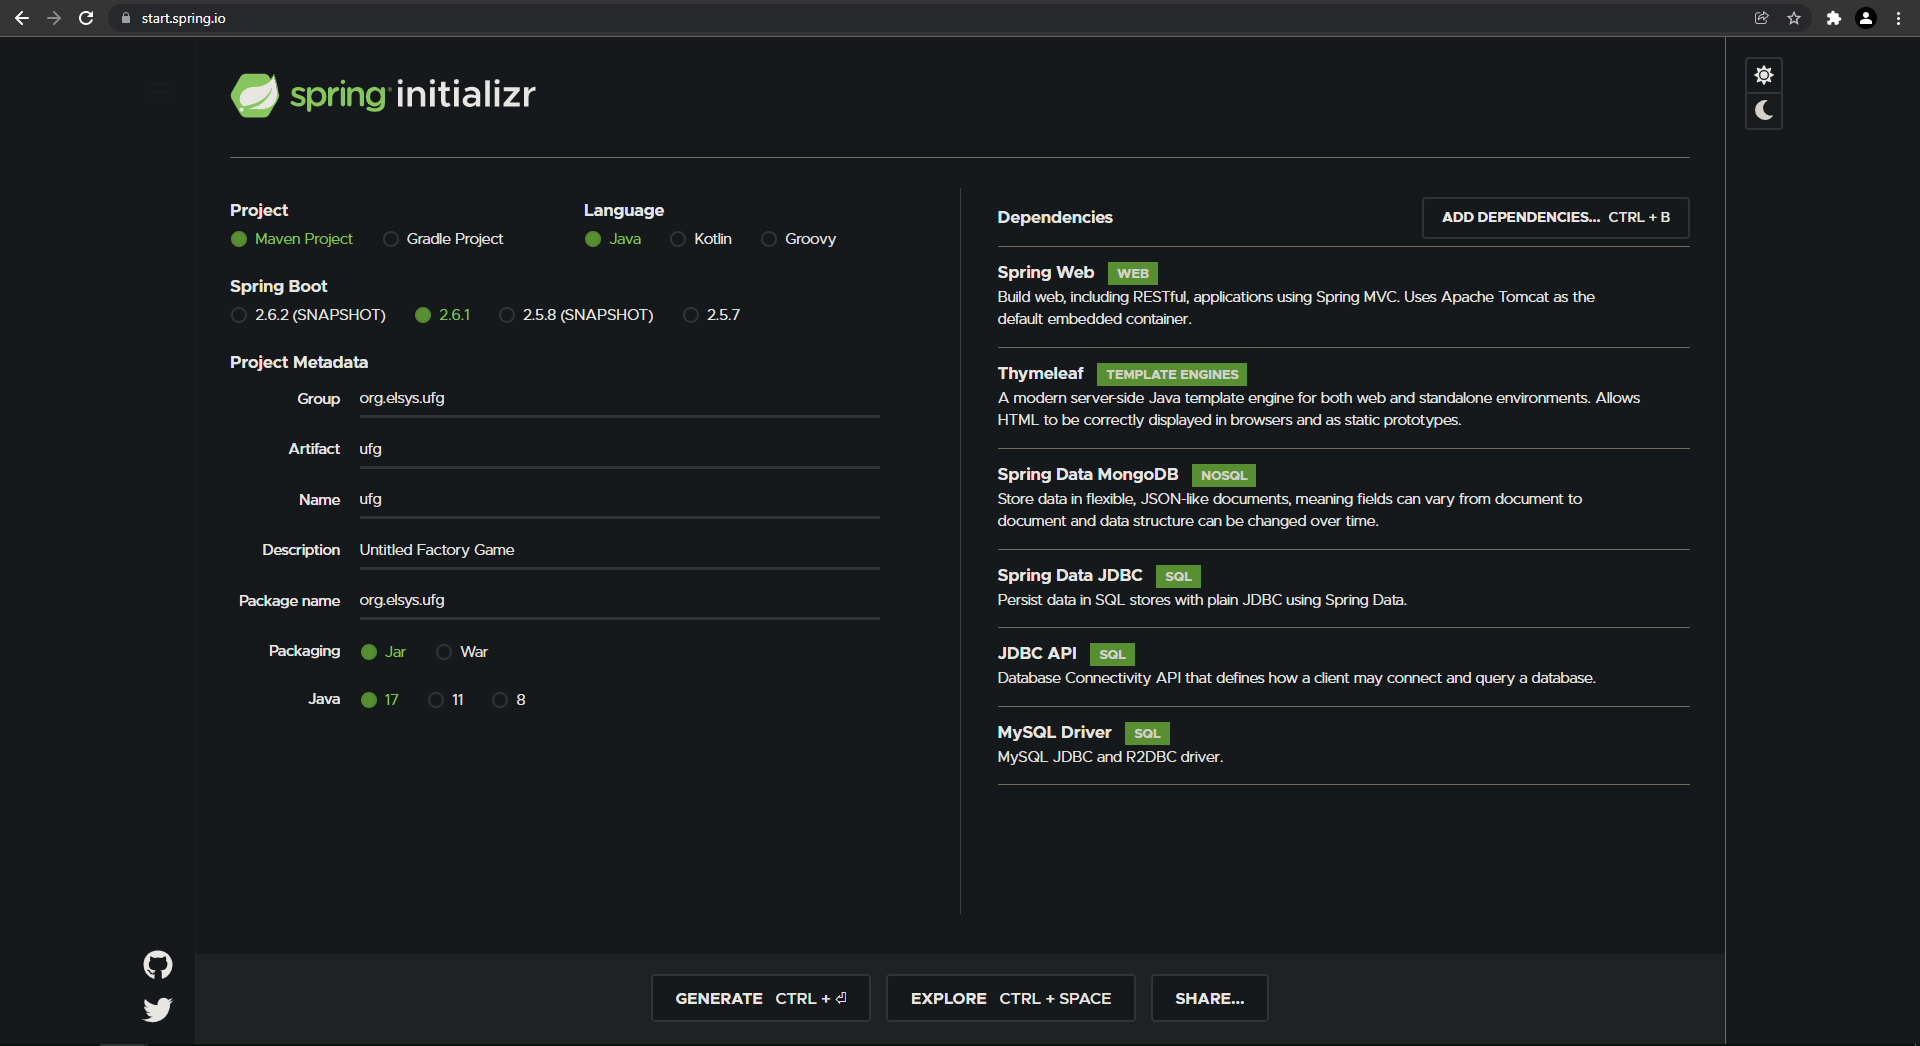 start.spring.io
spring initializr
Project
Maven Project Gradle Project
Language
Java Kotlin Groovy
Spring Boot
2.6.2 (SNAPSHOT) 2.6.1 2.5.8 (SNAPSHOT) 2.5.7
Project Metadata
Group org.elsys.ufg
Artifact ufg
Name ufg
Description Untitled Factory Game
Package name org.elsys.ufg
Packaging Jar War
Java 17 11 8
Dependencies
ADD DEPENDENCIES... CTRL + B
Spring Web WEB
Build web, including RESTful, applications using Spring MVC. Uses Apache Tomcat as the
default embedded container.
Thymeleaf TEMPLATE ENGINES
A modern server-side Java template engine for both web and standalone environments. Allows
HTML to be correctly displayed in browsers and as static prototypes.
Spring Data MongoDB NOSQL
Store data in flexible, JSON-like documents, meaning fields can vary from document to
document and data structure can be changed over time.
Spring Data JDBC SQL
Persist data in SQL stores with plain JDBC using Spring Data.
JDBC API SQL
Database Connectivity API that defines how a client may connect and query a database.
MySQL Driver SQL
MySQL JDBC and R2DBC driver.
GENERATE CTRL + ⏎
EXPLORE CTRL + SPACE
SHARE...